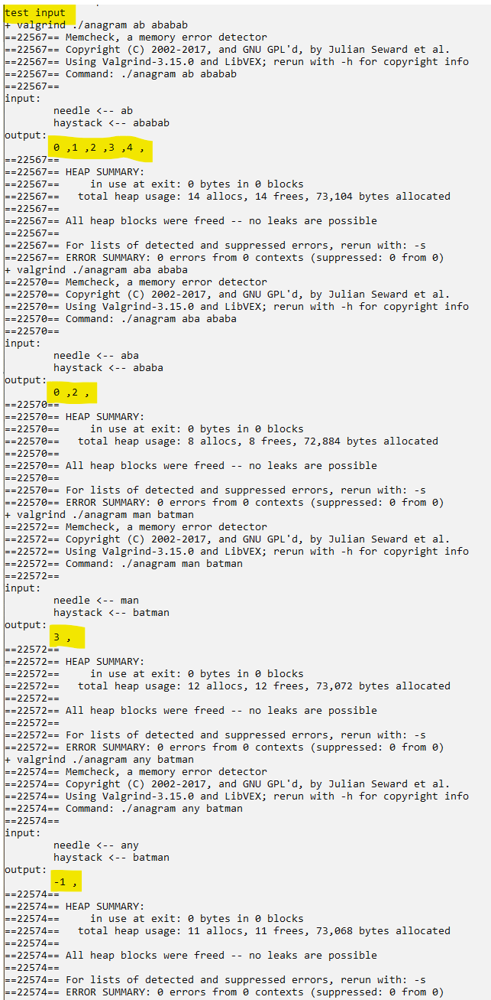 test input
+ valgrind ./anagram ab ababab
==22567== Memcheck, a memory error detector
==22567== Copyright (C) 2002-2017, and GNU GPL'd, by Julian Seward et al.
==22567== Using Valgrind-3.15.0 and LibVEX; rerun with -h for copyright info
==22567== Command: ./anagram ab ababab
==22567==
input:
needle <-- ab
haystack <-- ababab
output:
0 ,1 ,2 ,3 ,4 ,
==22567==
==22567== HEAP SUMMARY:
==22567== in use at exit: 0 bytes in 0 blocks
==22567== total heap usage: 14 allocs, 14 frees, 73,104 bytes allocated
==22567==
==22567== All heap blocks were freed -- no leaks are possible
==22567==
==22567== For lists of detected and suppressed errors, rerun with: -s
==22567== ERROR SUMMARY: 0 errors from 0 contexts (suppressed: 0 from 0)
+ valgrind ./anagram aba ababa
==22570== Memcheck, a memory error detector
==22570== Copyright (C) 2002-2017, and GNU GPL'd, by Julian Seward et al.
==22570== Using Valgrind-3.15.0 and LibVEX; rerun with -h for copyright info
==22570== Command: ./anagram aba ababa
==22570==
input:
needle <-- aba
haystack <-- ababa
output:
0 ,2 ,
==22570==
==22570== HEAP SUMMARY:
==22570== in use at exit: 0 bytes in 0 blocks
==22570== total heap usage: 8 allocs, 8 frees, 72,884 bytes allocated
==22570==
==22570== All heap blocks were freed -- no leaks are possible
==22570==
==22570== For lists of detected and suppressed errors, rerun with: -s
==22570== ERROR SUMMARY: 0 errors from 0 contexts (suppressed: 0 from 0)
+ valgrind ./anagram man batman
==22572== Memcheck, a memory error detector
==22572== Copyright (C) 2002-2017, and GNU GPL'd, by Julian Seward et al.
==22572== Using Valgrind-3.15.0 and LibVEX; rerun with -h for copyright info
==22572== Command: ./anagram man batman
==22572==
input:
needle <-- man
haystack <-- batman
output:
3 ,
==22572==
==22572== HEAP SUMMARY:
==22572== in use at exit: 0 bytes in 0 blocks
==22572== total heap usage: 12 allocs, 12 frees, 73,072 bytes allocated
==22572==
==22572== All heap blocks were freed -- no leaks are possible
==22572==
==22572== For lists of detected and suppressed errors, rerun with: -s
==22572== ERROR SUMMARY: 0 errors from 0 contexts (suppressed: 0 from 0)
+ valgrind ./anagram any batman
==22574== Memcheck, a memory error detector
==22574== Copyright (C) 2002-2017, and GNU GPL'd, by Julian Seward et al.
==22574== Using Valgrind-3.15.0 and LibVEX; rerun with -h for copyright info
==22574== Command: ./anagram any batman
==22574==
input:
needle <-- any
haystack <-- batman
output:
-1 ,
==22574==
==22574== HEAP SUMMARY:
==22574== in use at exit: 0 bytes in 0 blocks
==22574== total heap usage: 11 allocs, 11 frees, 73,068 bytes allocated
==22574==
==22574== All heap blocks were freed -- no leaks are possible
==22574==
==22574== For lists of detected and suppressed errors, rerun with: -s
==22574== ERROR SUMMARY: 0 errors from 0 contexts (suppressed: 0 from 0)